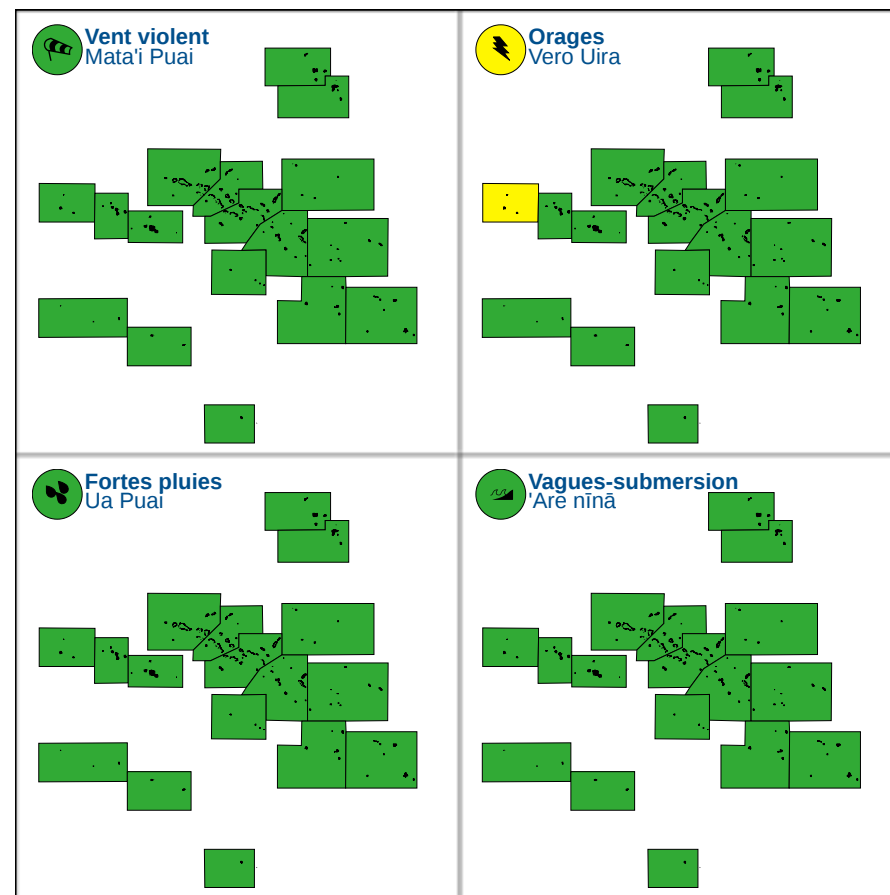 Vent violent
Mata'i Puai
Orages
Vero Uira
Fortes pluies
Ua Puai
Vagues-submersion
'Are nīnā